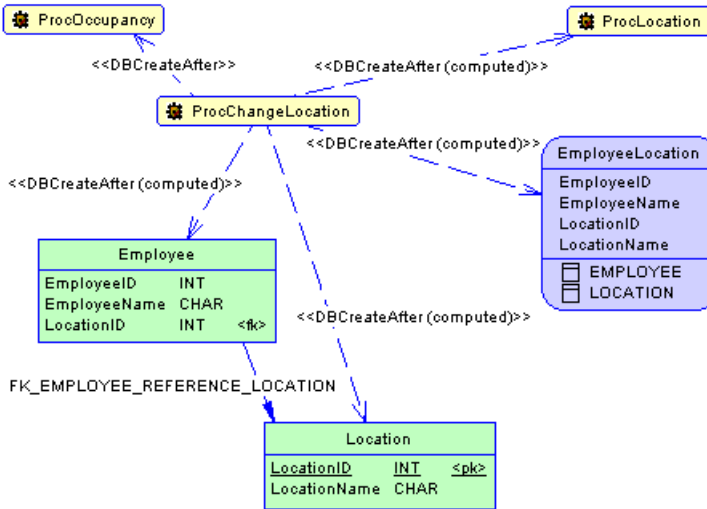 ProcOccupancy
ProcLocation
<<DBCreateAfter>>
<<DBCreateAfter (computed)>>
ProcChangeLocation
<<DBCreateAfter (computed)>>
EmployeeLocation
EmployeeID
EmployeeName
LocationID
LocationName
EMPLOYEE
LOCATION
<<DBCreateAfter (computed)>>
Employee
EmployeeID INT
EmployeeName CHAR
LocationID INT <fk>
<<DBCreateAfter (computed)>>
FK_EMPLOYEE_REFERENCE_LOCATION
Location
LocationID INT <pk>
LocationName CHAR